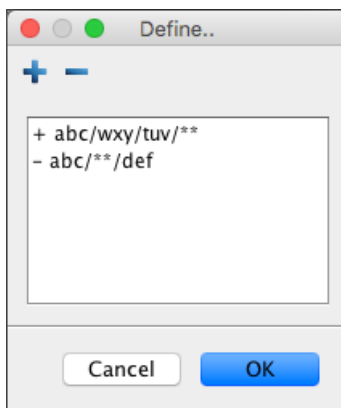 Define..
+ abc/wxy/tuv/**
– abc/**/def
Cancel
OK